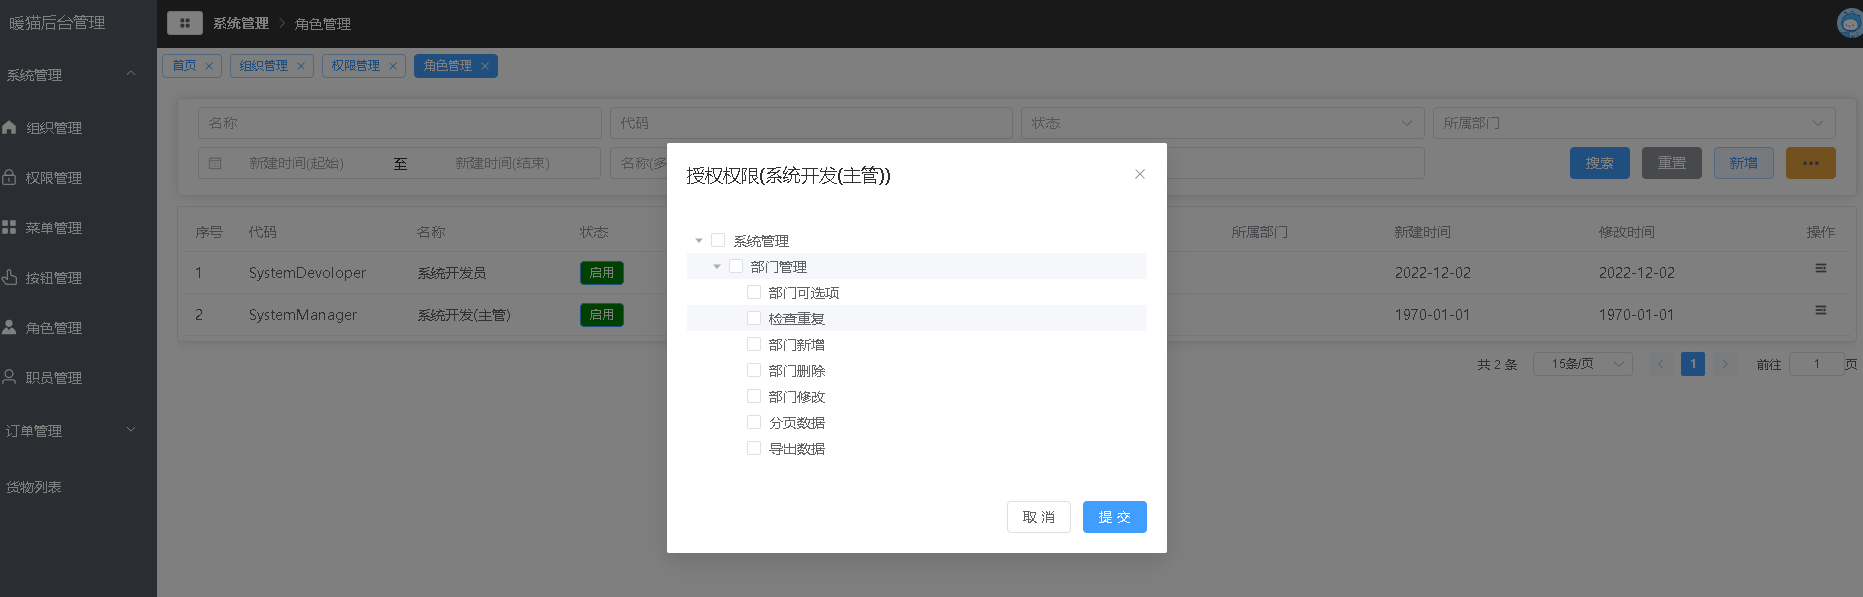 暖猫后台管理
系统管理
组织管理
权限管理
菜单管理
按钮管理
角色管理
职员管理
订单管理
货物列表
系统管理 角色管理
首页 组织管理 权限管理 角色管理
名称 代码 状态 所属部门
新建时间(起始) 至 新建时间(结束) 名称(多
搜索 重置 新增
序号 代码 名称 状态 所属部门 新建时间 修改时间 操作
1 SystemDevoloper 系统开发员 启用 2022-12-02 2022-12-02
2 SystemManager 系统开发(主管) 启用 1970-01-01 1970-01-01
共 2 条 15条/页 1 前往 1 页
授权权限(系统开发(主管))
系统管理
部门管理
部门可选项
检查重复
部门新增
部门删除
部门修改
分页数据
导出数据
取 消 提 交